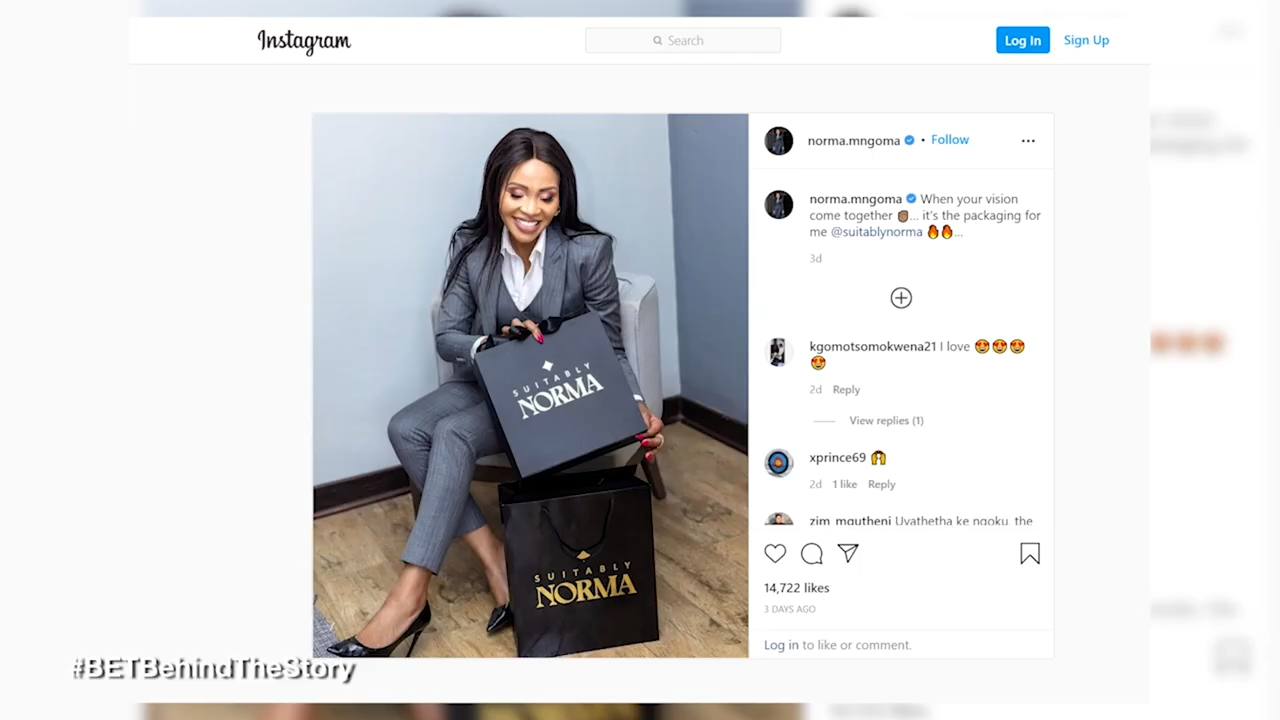 Instagram
Search
Log In
Sign Up
norma.mngoma • Follow
norma.mngoma When your vision
come together ✊🏾... it's the packaging for
me @suitablynorma 🔥🔥...
3d
kgomotsomokwena21 I love 😍😍😍
😍
2d Reply
View replies (1)
xprince69 🙌
2d 1 like Reply
zim_mqutheni Uyathetha ke ngoku, the
14,722 likes
3 DAYS AGO
Log in to like or comment.
SUITABLY
NORMA
SUITABLY
NORMA
#BETBehindTheStory